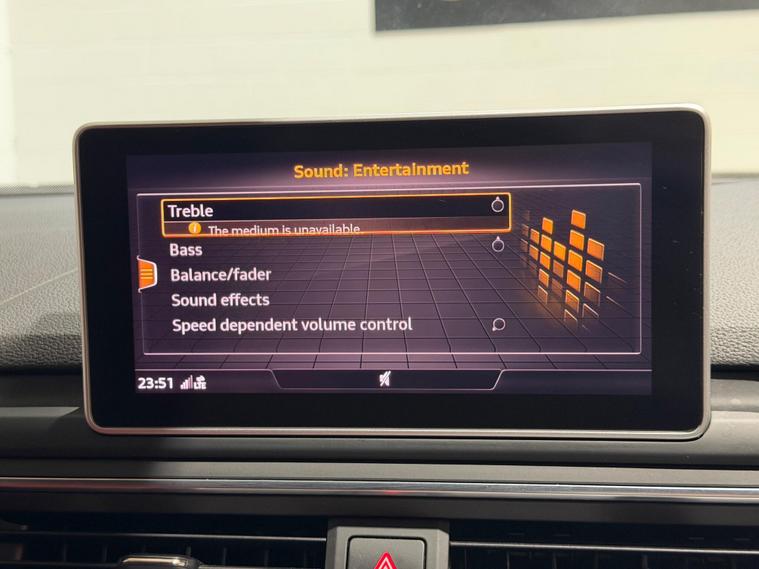 Sound: Entertainment
Treble
The medium is unavailable
Bass
Balance/fader
Sound effects
Speed dependent volume control
23:51 LTE